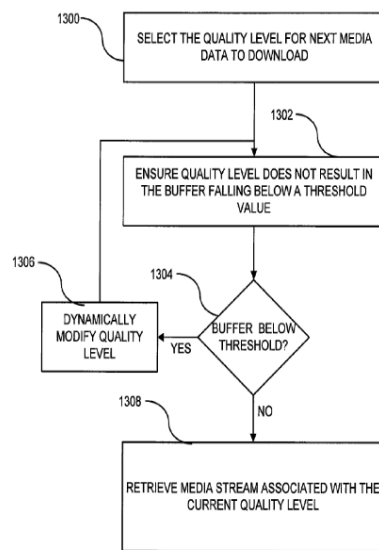 1300
SELECT THE QUALITY LEVEL FOR NEXT MEDIA
DATA TO DOWNLOAD
1302
ENSURE QUALITY LEVEL DOES NOT RESULT IN
THE BUFFER FALLING BELOW A THRESHOLD
VALUE
1304
BUFFER BELOW
THRESHOLD?
1306
DYNAMICALLY
MODIFY QUALITY
LEVEL
YES
NO
1308
RETRIEVE MEDIA STREAM ASSOCIATED WITH THE
CURRENT QUALITY LEVEL